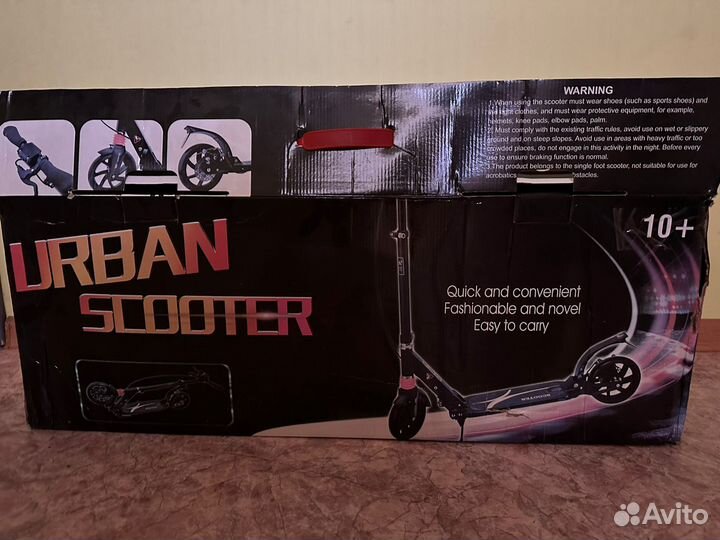 WARNING
1.When using the scooter must wear shoes (such as sports shoes) and
clothes, and must wear protective equipment, for example,
helmets, knee pads, elbow pads, palm.
2. Must comply with the existing traffic rules, avoid use on wet or slippery
ground and on steep slopes. Avoid use in areas with heavy traffic or too
crowded places, do not engage in this activity in the night. Before every
use to ensure braking function is normal.
The product belongs to the single foot scooter, not suitable for use for
acrobatics
10+
URBAN
SCOOTER
Quick and convenient
Fashionable and novel
Easy to carry
SCOOTER
Avito